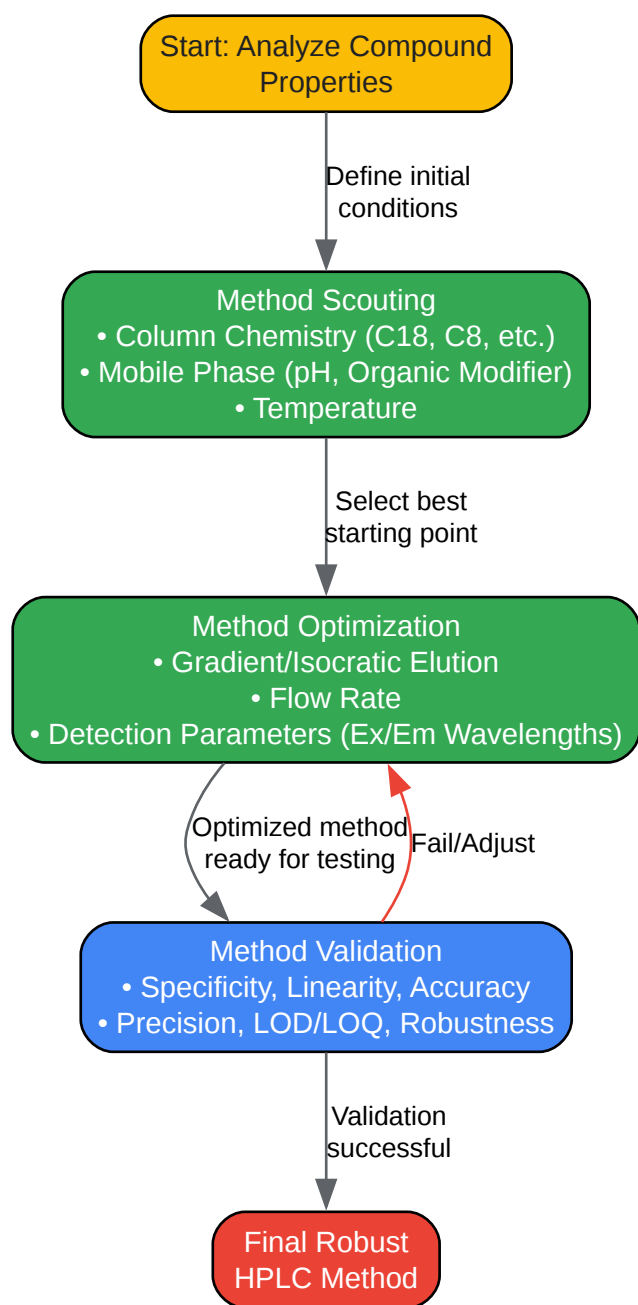 Start: Analyze Compound
Properties
Define initial
conditions
Method Scouting
• Column Chemistry (C18, C8, etc.)
• Mobile Phase (pH, Organic Modifier)
• Temperature
Select best
starting point
Method Optimization
• Gradient/Isocratic Elution
• Flow Rate
• Detection Parameters (Ex/Em Wavelengths)
Optimized method
ready for testing
Fail/Adjust
Method Validation
• Specificity, Linearity, Accuracy
• Precision, LOD/LOQ, Robustness
Validation
successful
Final Robust
HPLC Method